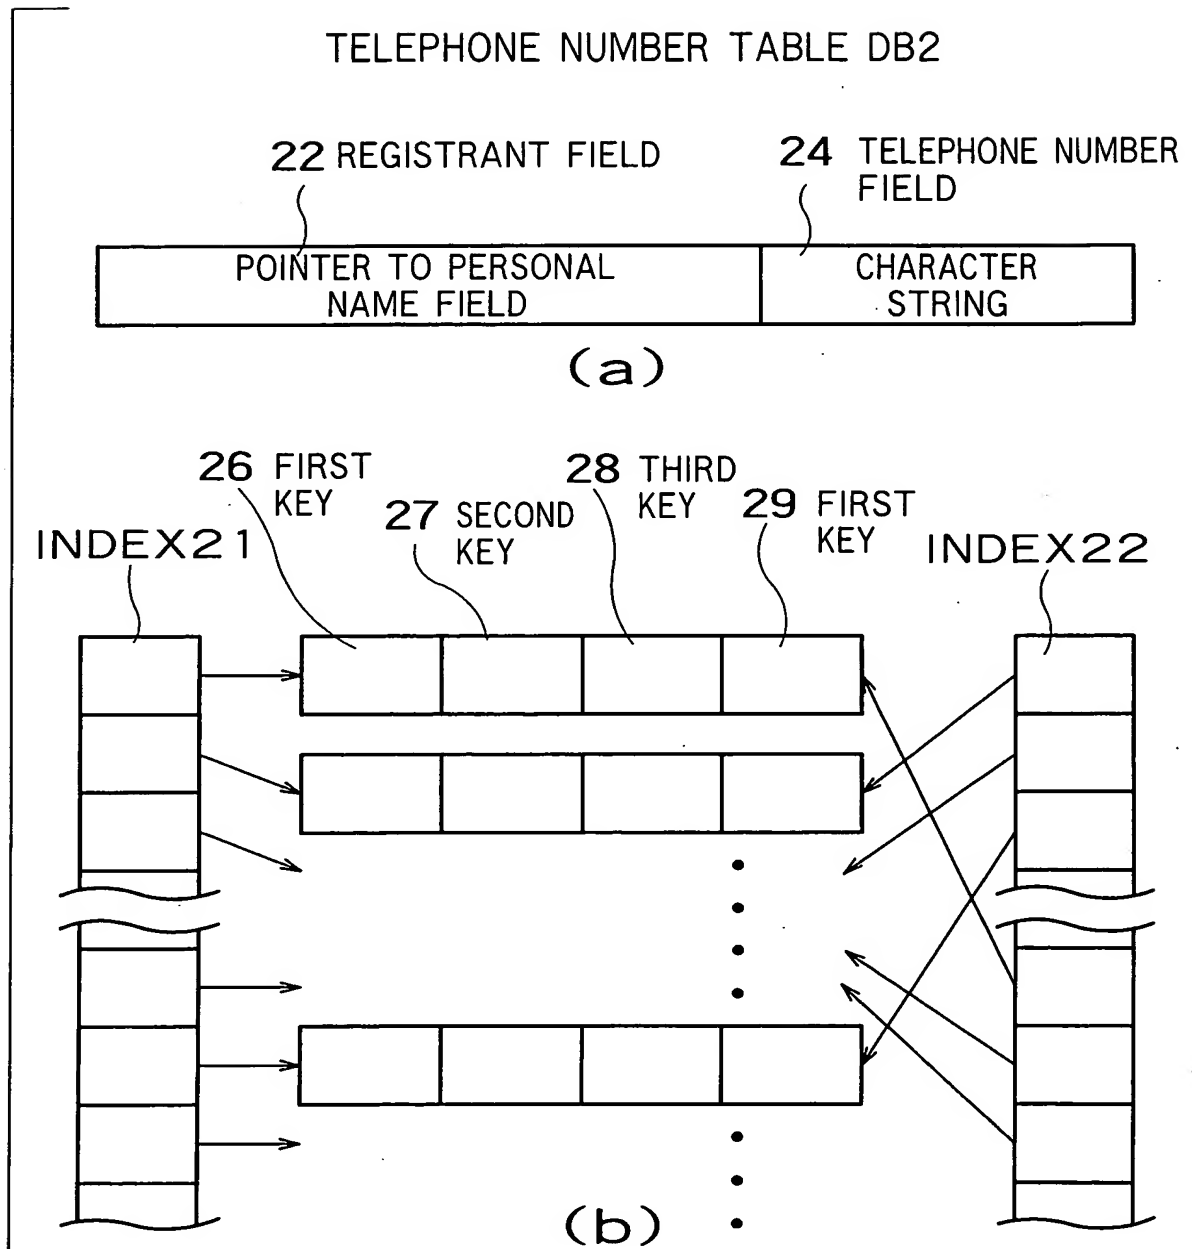 TELEPHONE NUMBER TABLE DB2
22 REGISTRANT FIELD
24 TELEPHONE NUMBER
FIELD
POINTER TO PERSONAL
NAME FIELD
CHARACTER
STRING
(a)
26 FIRST
KEY
27 SECOND
KEY
28 THIRD
KEY
29 FIRST
KEY
INDEX21
INDEX22
(b)